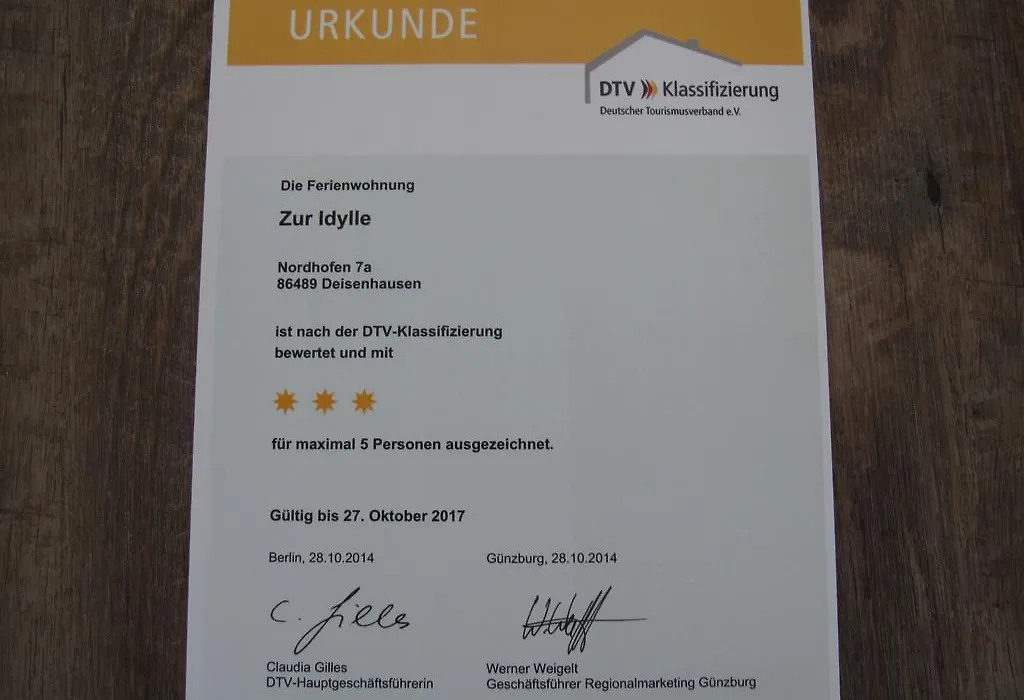 URKUNDE
DTV Klassifizierung
Deutscher Tourismusverband e.V.
Die Ferienwohnung
Zur Idylle
Nordhofen 7a
86489 Deisenhausen
ist nach der DTV-Klassifizierung
bewertet und mit
für maximal 5 Personen ausgezeichnet.
Gültig bis 27. Oktober 2017
Berlin, 28.10.2014
Günzburg, 28.10.2014
C. Gilles
Claudia Gilles
DTV-Hauptgeschäftsführerin
Werner Weigelt
Geschäftsführer Regionalmarketing Günzburg